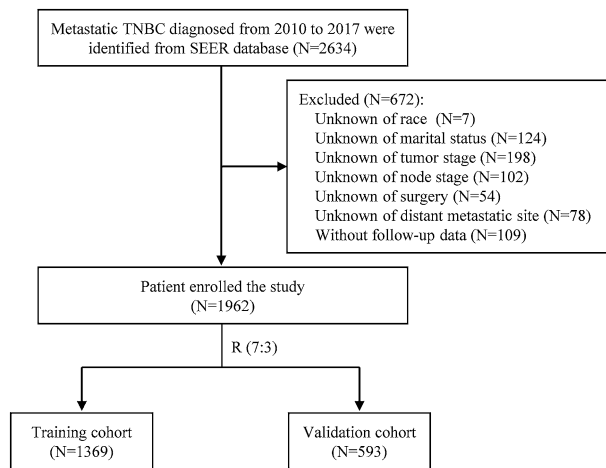 Metastatic TNBC diagnosed from 2010 to 2017 were
identified from SEER database (N=2634)
Excluded (N=672):
Unknown of race (N=7)
Unknown of marital status (N=124)
Unknown of tumor stage (N=198)
Unknown of node stage (N=102)
Unknown of surgery (N=54)
Unknown of distant metastatic site (N=78)
Without follow-up data (N=109)
Patient enrolled the study
(N=1962)
R (7:3)
Training cohort
(N=1369)
Validation cohort
(N=593)